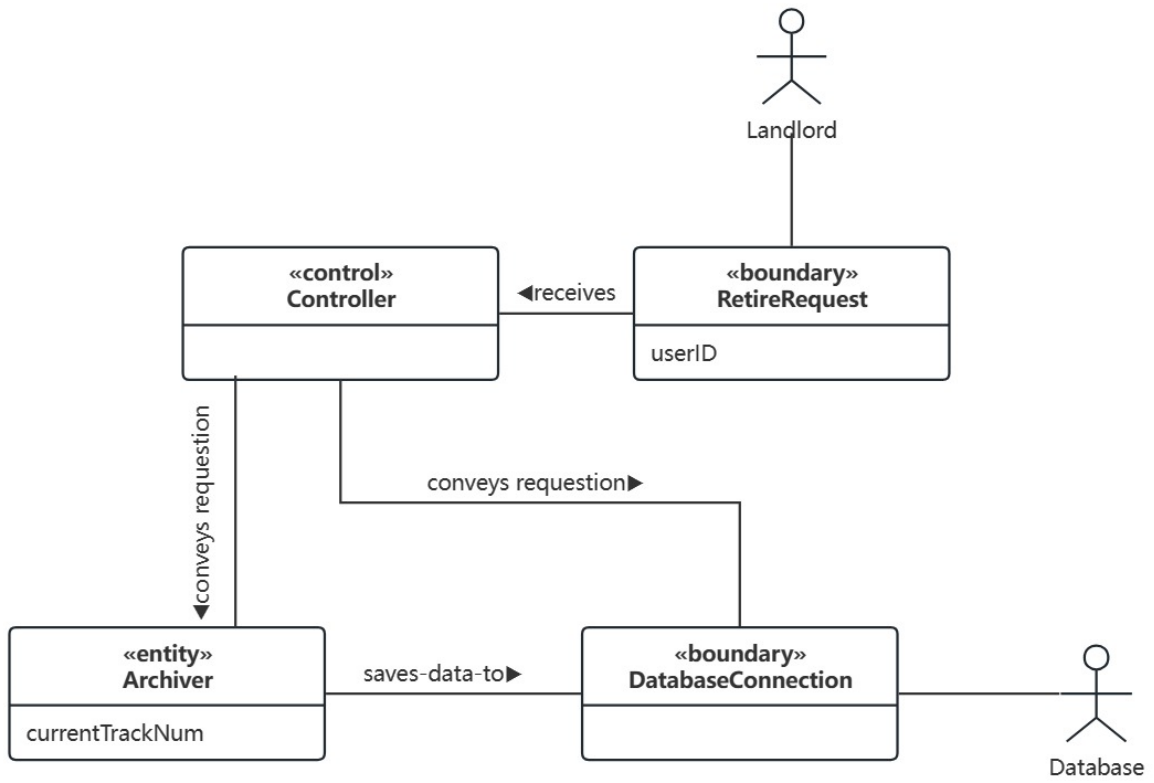 Landlord
«control»
Controller
◀receives
«boundary»
RetireRequest
userID
◀conveys requestion
conveys requestion▶
«entity»
Archiver
currentTrackNum
saves-data-to▶
«boundary»
DatabaseConnection
Database